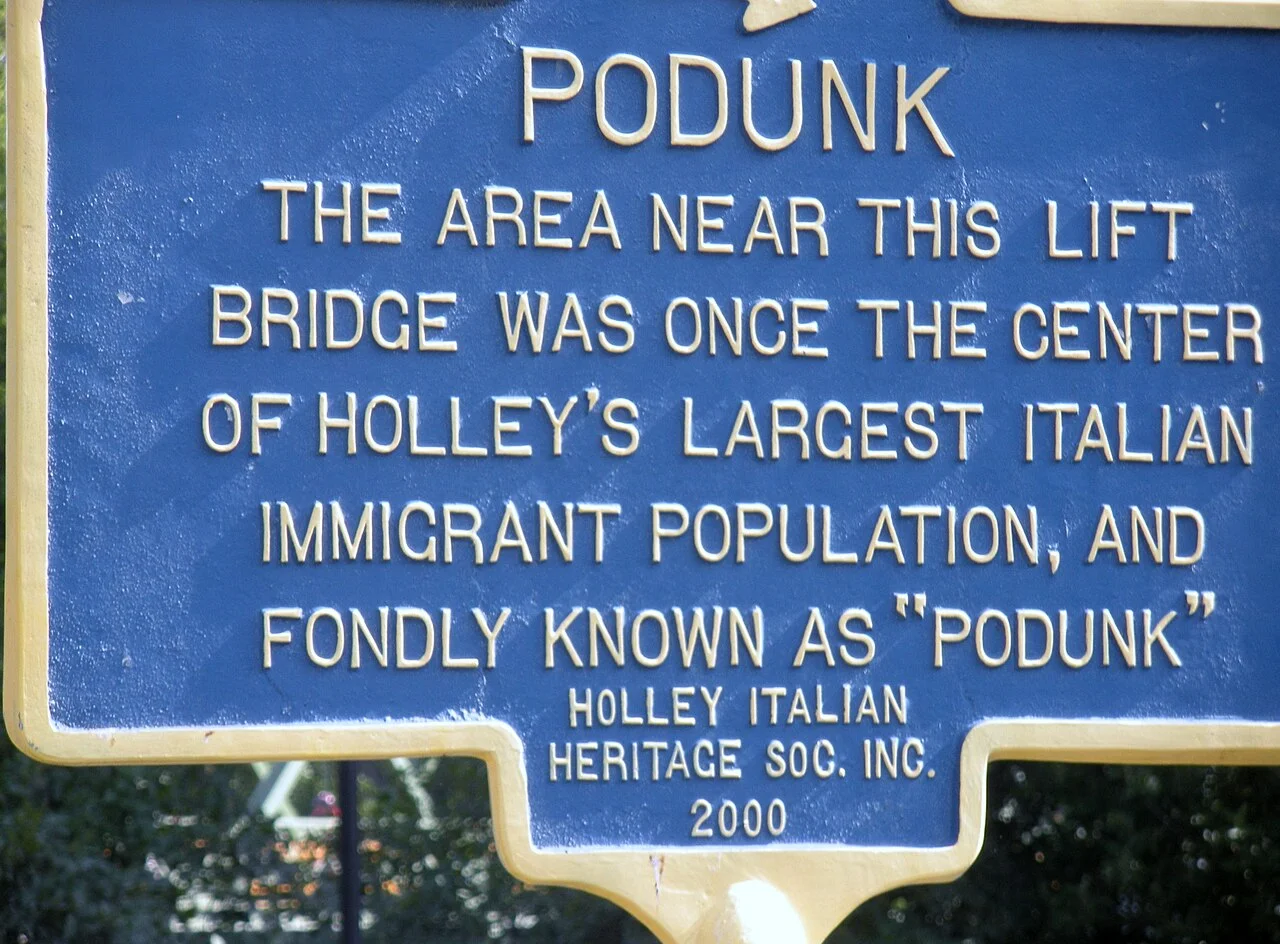 PODUNK
THE AREA NEAR THIS LIFT
BRIDGE WAS ONCE THE CENTER
OF HOLLEY'S LARGEST ITALIAN
IMMIGRANT POPULATION, AND
FONDLY KNOWN AS "PODUNK"
HOLLEY ITALIAN
HERITAGE SOC. INC.
2000